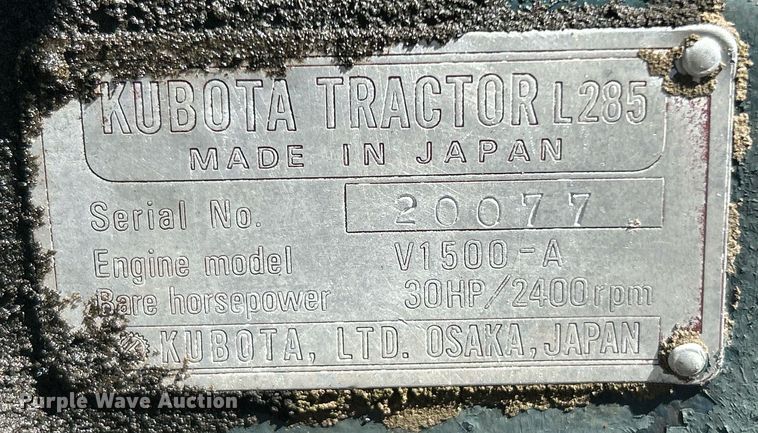 KUBOTA TRACTOR L285
MADE IN JAPAN
Serial No. 20077
Engine model V1500-A
Bare horsepower 30HP/2400rpm
KUBOTA, LTD. OSAKA, JAPAN
Purple Wave Auction